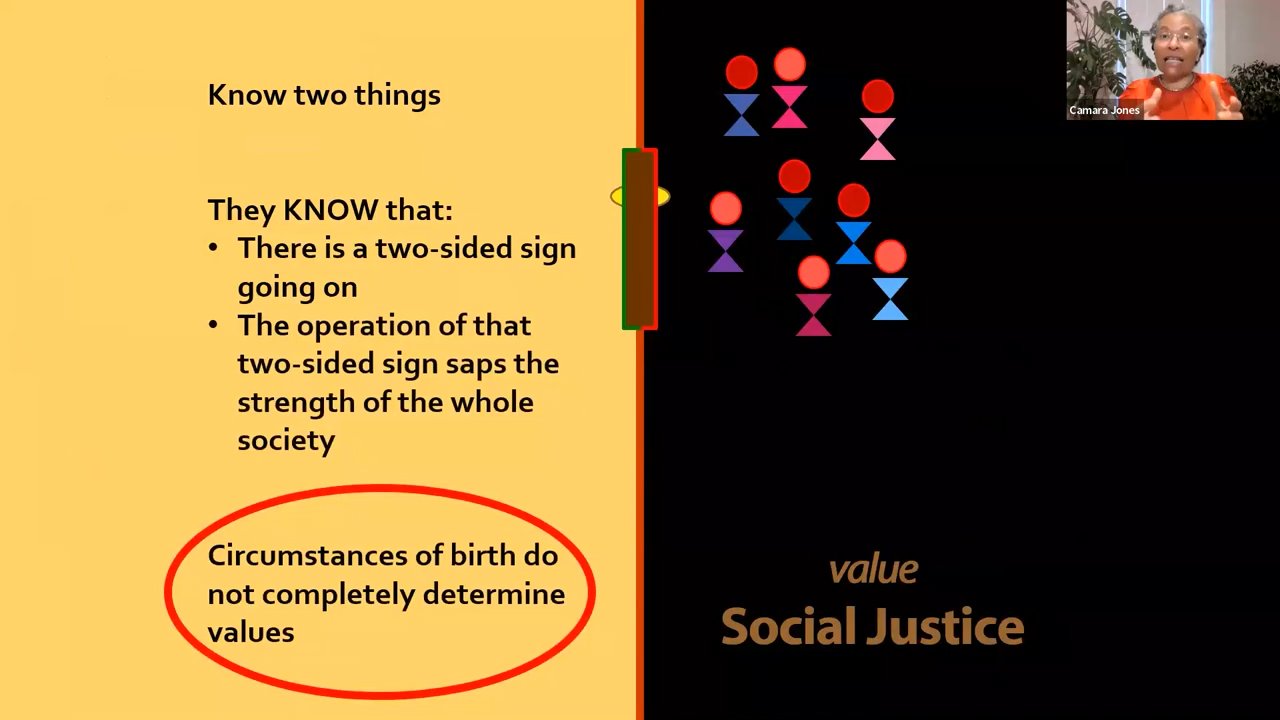 Know two things
They KNOW that:
• There is a two-sided sign
going on
• The operation of that
two-sided sign saps the
strength of the whole
society
Circumstances of birth do
not completely determine
values
value
Social Justice
Camara Jones